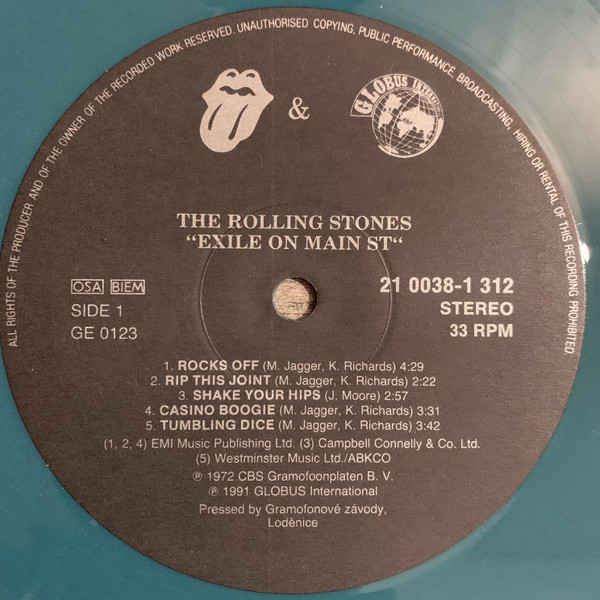 ALL RIGHTS OF THE PRODUCER AND OF THE OWNER OF THE RECORDED WORK RESERVED. UNAUTHORISED COPYING, PUBLIC PERFORMANCE, BROADCASTING, HIRING OR RENTAL OF THIS RECORDING PROHIBITED.
& GLOBUS INTERNATIONAL
THE ROLLING STONES
“EXILE ON MAIN ST“
OSA BIEM
SIDE 1
GE 0123
21 0038-1 312
STEREO
33 RPM
1. ROCKS OFF (M. Jagger, K. Richards) 4:29
2. RIP THIS JOINT (M. Jagger, K. Richards) 2:22
3. SHAKE YOUR HIPS (J. Moore) 2:57
4. CASINO BOOGIE (M. Jagger, K. Richards) 3:31
5. TUMBLING DICE (M. Jagger, K. Richards) 3:42
(1, 2, 4) EMI Music Publishing Ltd. (3) Campbell Connelly & Co. Ltd.
(5) Westminster Music Ltd./ABKCO
℗ 1972 CBS Gramofoonplaten B. V.
℗ 1991 GLOBUS International
Pressed by Gramofonové závody,
Loděnice